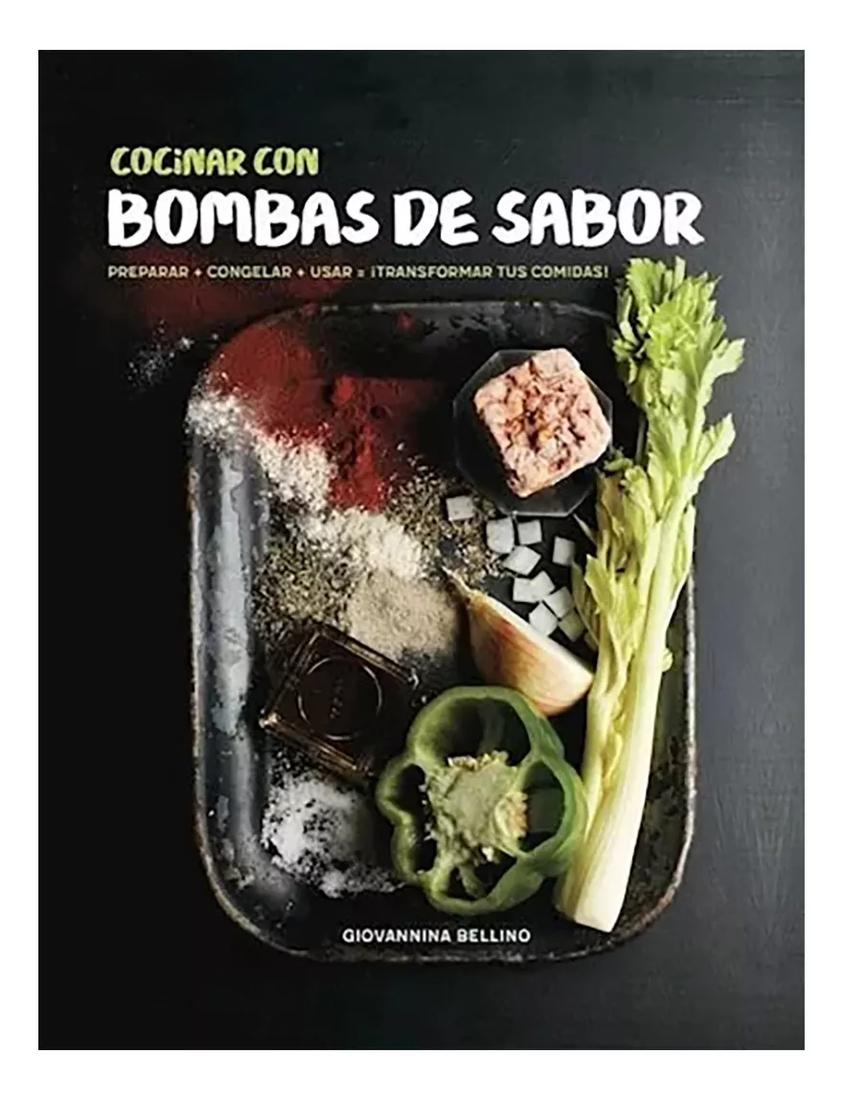 COCiNAR CON
BOMBAS DE SABOR
PREPARAR + CONGELAR + USAR = ¡TRANSFORMAR TUS COMIDAS!
GIOVANNINA BELLINO